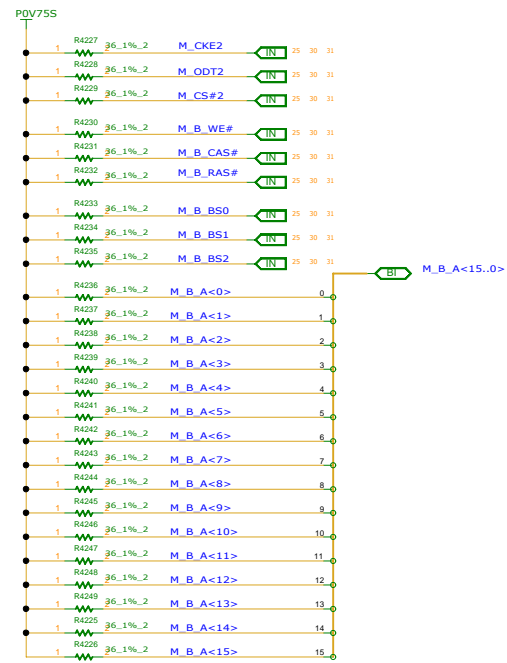 P0V75S
R4227 1 2 36_1%_2 M_CKE2 IN 25 30 31
R4228 1 2 36_1%_2 M_ODT2 IN 25 30 31
R4229 1 2 36_1%_2 M_CS#2 IN 25 30 31
R4230 1 2 36_1%_2 M_B_WE# IN 25 30 31
R4231 1 2 36_1%_2 M_B_CAS# IN 25 30 31
R4232 1 2 36_1%_2 M_B_RAS# IN 25 30 31
R4233 1 2 36_1%_2 M_B_BS0 IN 25 30 31
R4234 1 2 36_1%_2 M_B_BS1 IN 25 30 31
R4235 1 2 36_1%_2 M_B_BS2 IN 25 30 31
BI M_B_A<15..0>
R4236 1 2 36_1%_2 M_B_A<0> 0
R4237 1 2 36_1%_2 M_B_A<1> 1
R4238 1 2 36_1%_2 M_B_A<2> 2
R4239 1 2 36_1%_2 M_B_A<3> 3
R4240 1 2 36_1%_2 M_B_A<4> 4
R4241 1 2 36_1%_2 M_B_A<5> 5
R4242 1 2 36_1%_2 M_B_A<6> 6
R4243 1 2 36_1%_2 M_B_A<7> 7
R4244 1 2 36_1%_2 M_B_A<8> 8
R4245 1 2 36_1%_2 M_B_A<9> 9
R4246 1 2 36_1%_2 M_B_A<10> 10
R4247 1 2 36_1%_2 M_B_A<11> 11
R4248 1 2 36_1%_2 M_B_A<12> 12
R4249 1 2 36_1%_2 M_B_A<13> 13
R4225 1 2 36_1%_2 M_B_A<14> 14
R4226 1 2 36_1%_2 M_B_A<15> 15